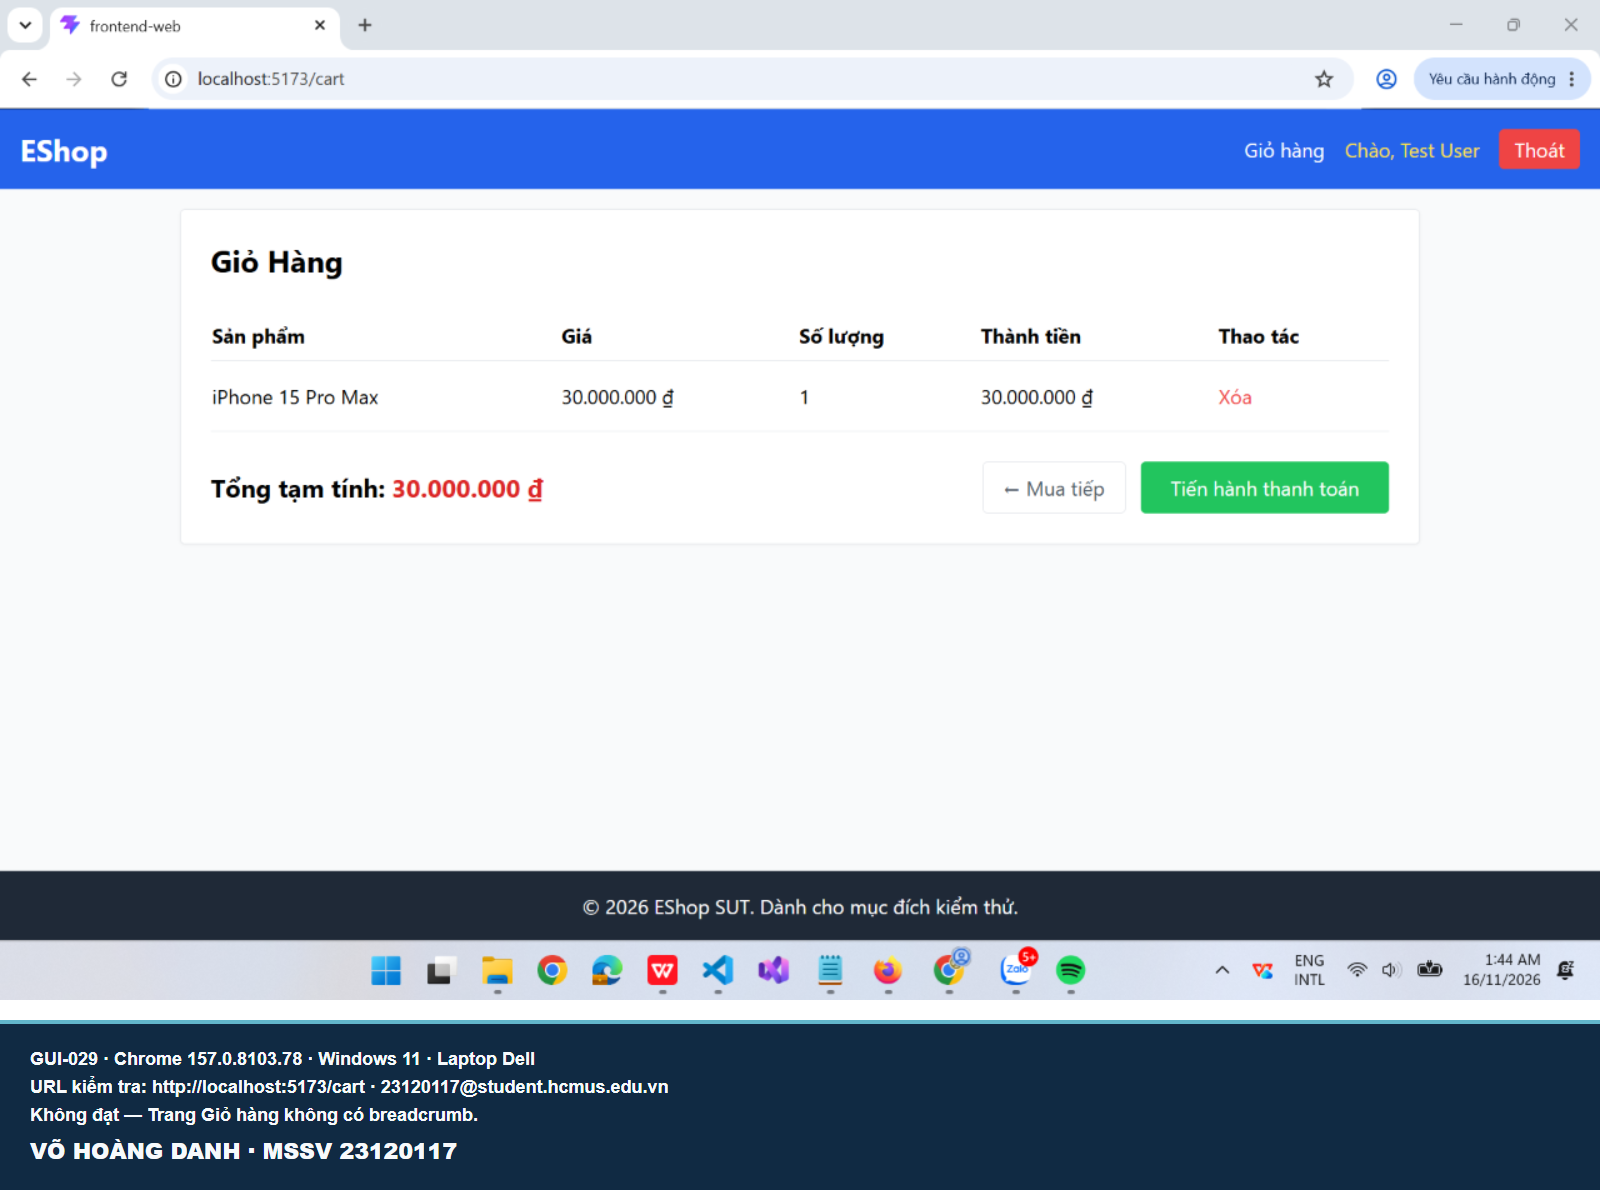 frontend-web
localhost:5173/cart
Yêu cầu hành động
EShop
Giỏ hàng
Chào, Test User
Thoát
Giỏ Hàng
Sản phẩm Giá Số lượng Thành tiền Thao tác
iPhone 15 Pro Max 30.000.000 ₫ 1 30.000.000 ₫ Xóa
Tổng tạm tính: 30.000.000 ₫
← Mua tiếp
Tiến hành thanh toán
© 2026 EShop SUT. Dành cho mục đích kiểm thử.
Zalo
5+
ENG
INTL
1:44 AM
16/11/2026
GUI-029 · Chrome 157.0.8103.78 · Windows 11 · Laptop Dell
URL kiểm tra: http://localhost:5173/cart · 23120117@student.hcmus.edu.vn
Không đạt — Trang Giỏ hàng không có breadcrumb.
VÕ HOÀNG DANH · MSSV 23120117